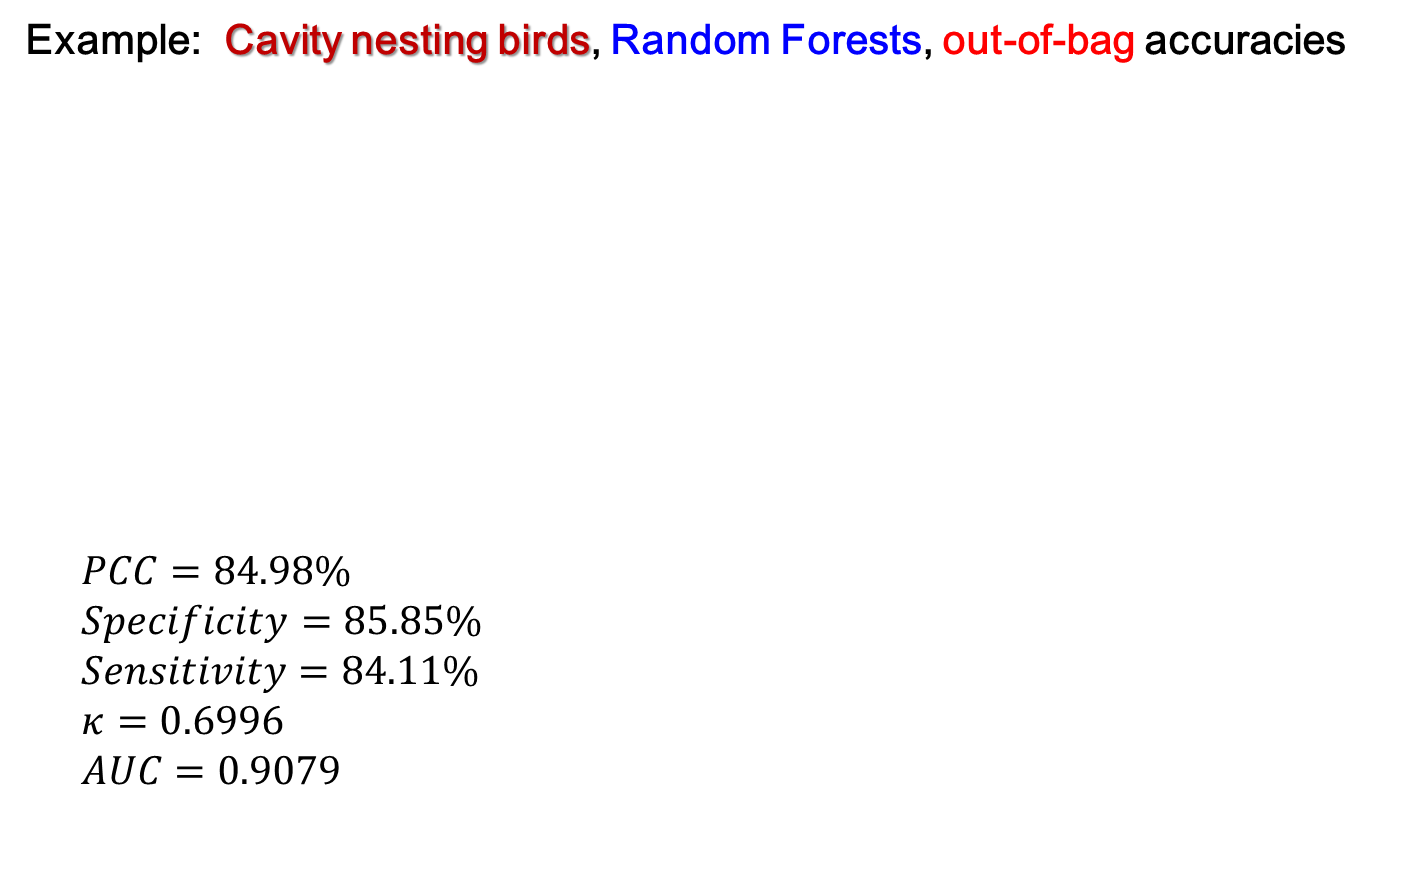 Example: Cavity nesting birds, Random Forests, out-of-bag accuracies
PCC = 84.98%
Specificity = 85.85%
Sensitivity = 84.11%
κ = 0.6996
AUC = 0.9079